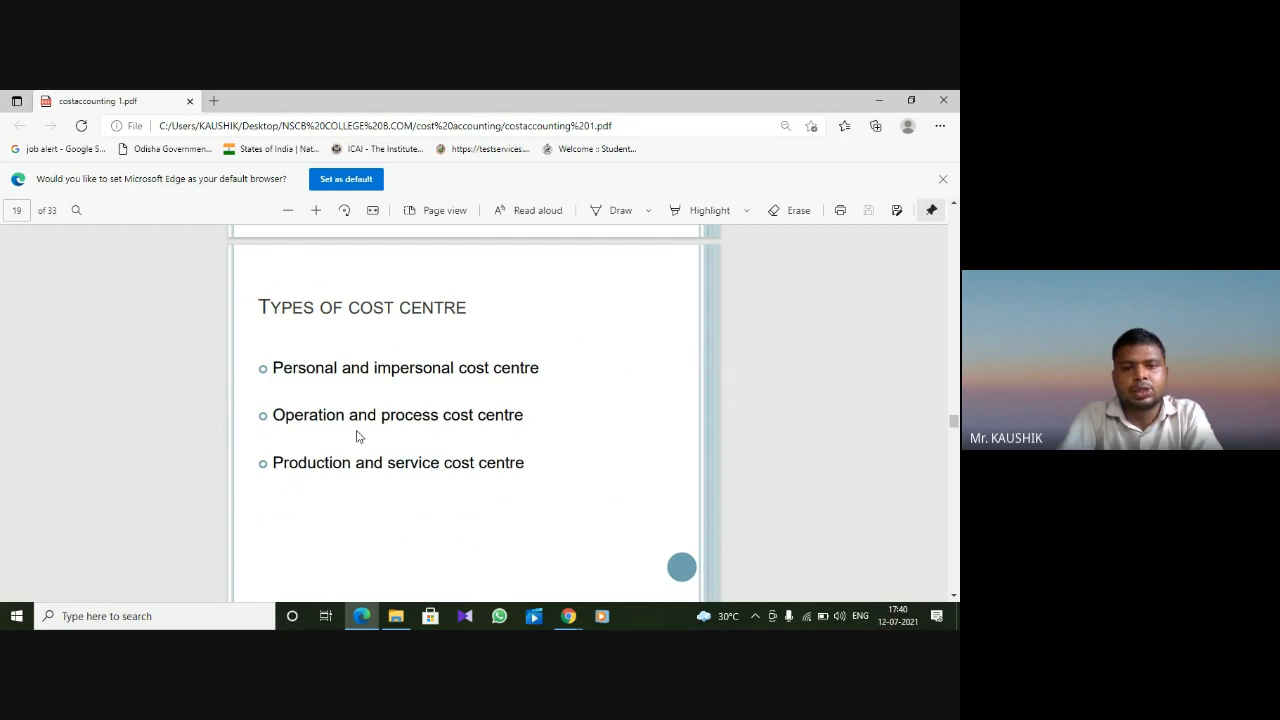 costaccounting 1.pdf
File
C:/Users/KAUSHIK/Desktop/NSCB%20COLLEGE%20B.COM/cost%20accounting/costaccounting%201.pdf
job alert - Google S...
Odisha Governmen...
States of India | Nat...
ICAI - The Institute...
https://testservices....
Welcome :: Student...
Would you like to set Microsoft Edge as your default browser?
Set as default
19 of 33
Page view
Read aloud
Draw
Highlight
Erase
TYPES OF COST CENTRE
Personal and impersonal cost centre
Operation and process cost centre
Production and service cost centre
Mr. KAUSHIK
Type here to search
30°C
ENG
17:40
12-07-2021